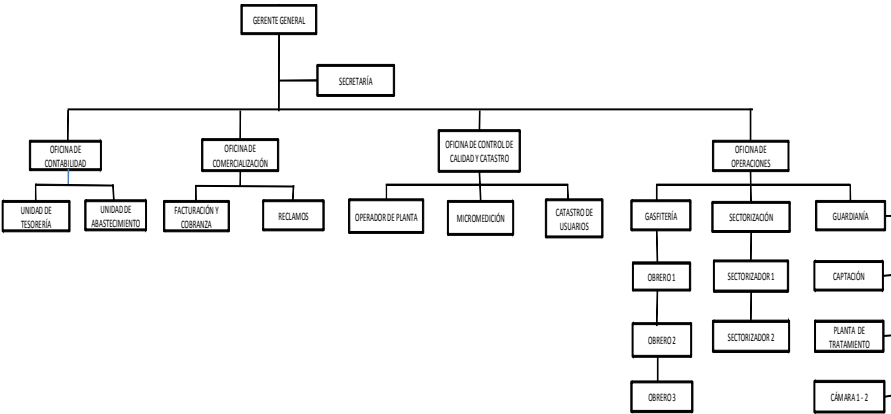 GERENTE GENERAL
SECRETARÍA
OFICINA DE
CONTABILIDAD
OFICINA DE
COMERCIALIZACIÓN
OFICINA DE CONTROL DE
CALIDAD Y CATASTRO
OFICINA DE
OPERACIONES
UNIDAD DE
TESORERÍA
UNIDAD DE
ABASTECIMIENTO
FACTURACIÓN Y
COBRANZA
RECLAMOS
OPERADOR DE PLANTA
MICROMEDICIÓN
CATASTRO DE
USUARIOS
GASFITERÍA
SECTORIZACIÓN
GUARDIANÍA
OBRERO 1
SECTORIZADOR 1
CAPTACIÓN
OBRERO 2
SECTORIZADOR 2
PLANTA DE
TRATAMIENTO
OBRERO 3
CÁMARA 1 - 2